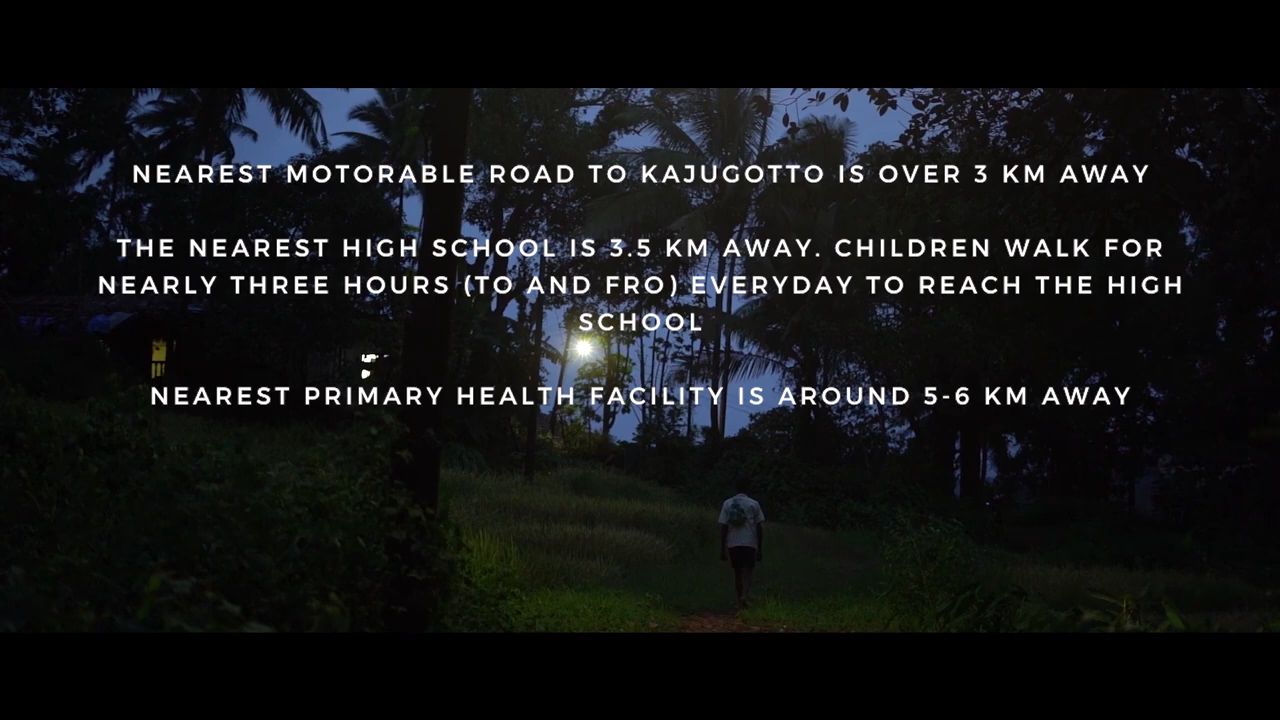 NEAREST MOTORABLE ROAD TO KAJUGOTTO IS OVER 3 KM AWAY
THE NEAREST HIGH SCHOOL IS 3.5 KM AWAY. CHILDREN WALK FOR
NEARLY THREE HOURS (TO AND FRO) EVERYDAY TO REACH THE HIGH
SCHOOL
NEAREST PRIMARY HEALTH FACILITY IS AROUND 5-6 KM AWAY